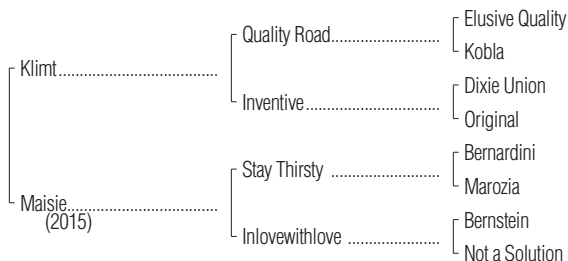 Elusive Quality
Quality Road
Kobla
Klimt
Dixie Union
Inventive
Original
Bernardini
Stay Thirsty
Marozia
Maisie
(2015)
Bernstein
Inlovewithlove
Not a Solution